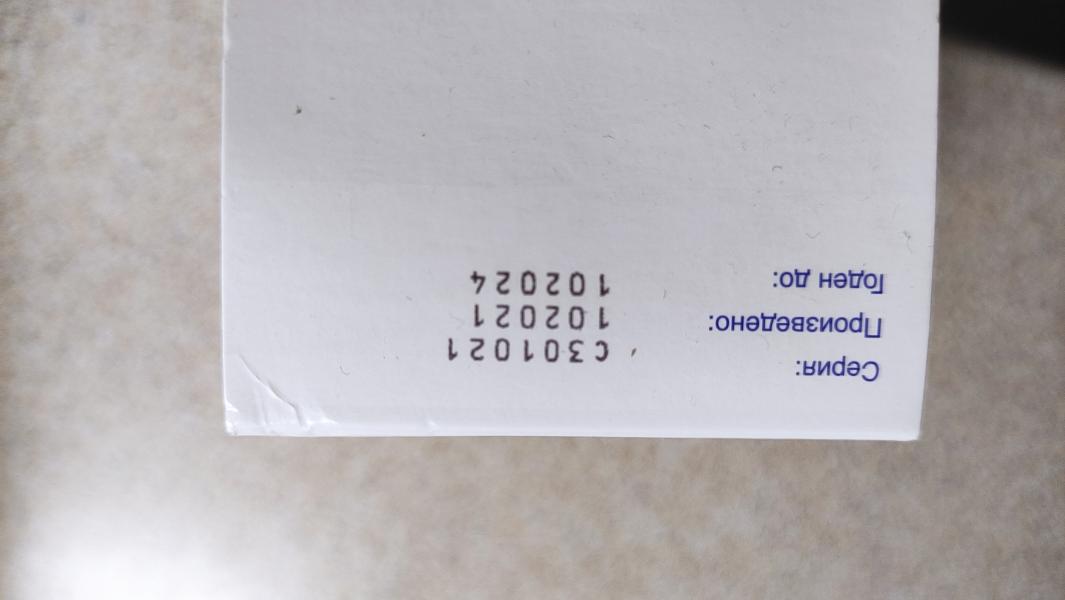 Серия: C301021
Произведено: 102021
Годен до: 102024